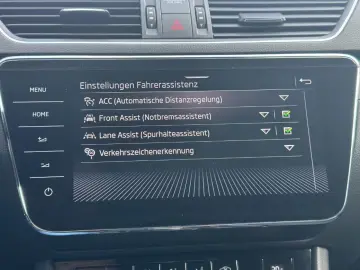 MENU
Einstellungen Fahrerassistenz
ACC (Automatische Distanzregelung)
HOME
Front Assist (Notbremsassistent)
Lane Assist (Spurhalteassistent)
Verkehrszeichenerkennung